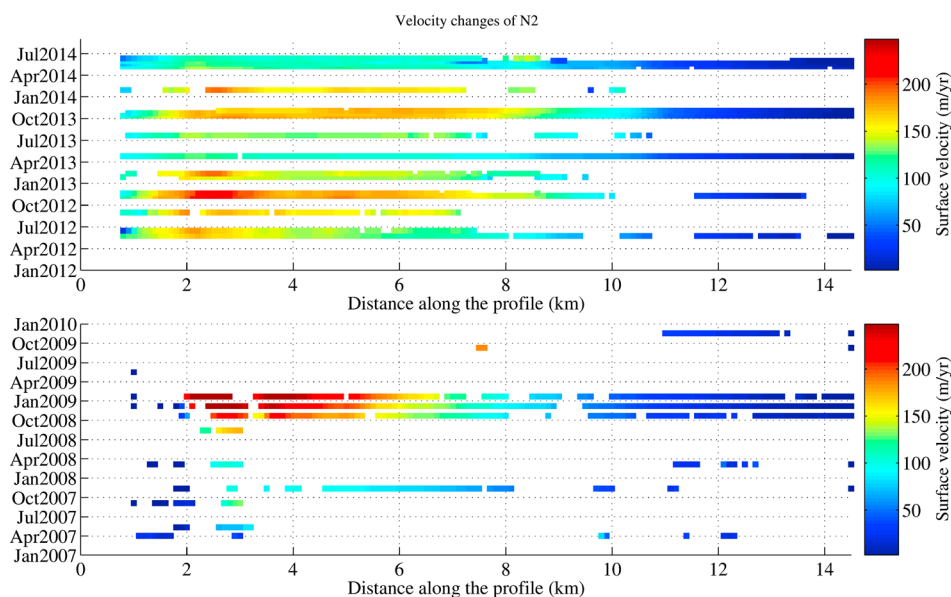 Velocity changes of N2
Jul2014
Apr2014
Jan2014
Oct2013
Jul2013
Apr2013
Jan2013
Oct2012
Jul2012
Apr2012
Jan2012
0 2 4 6 8 10 12 14
Distance along the profile (km)
200
150
100
50
Surface velocity (m/yr)
Jan2010
Oct2009
Jul2009
Apr2009
Jan2009
Oct2008
Jul2008
Apr2008
Jan2008
Oct2007
Jul2007
Apr2007
Jan2007
0 2 4 6 8 10 12 14
Distance along the profile (km)
200
150
100
50
Surface velocity (m/yr)